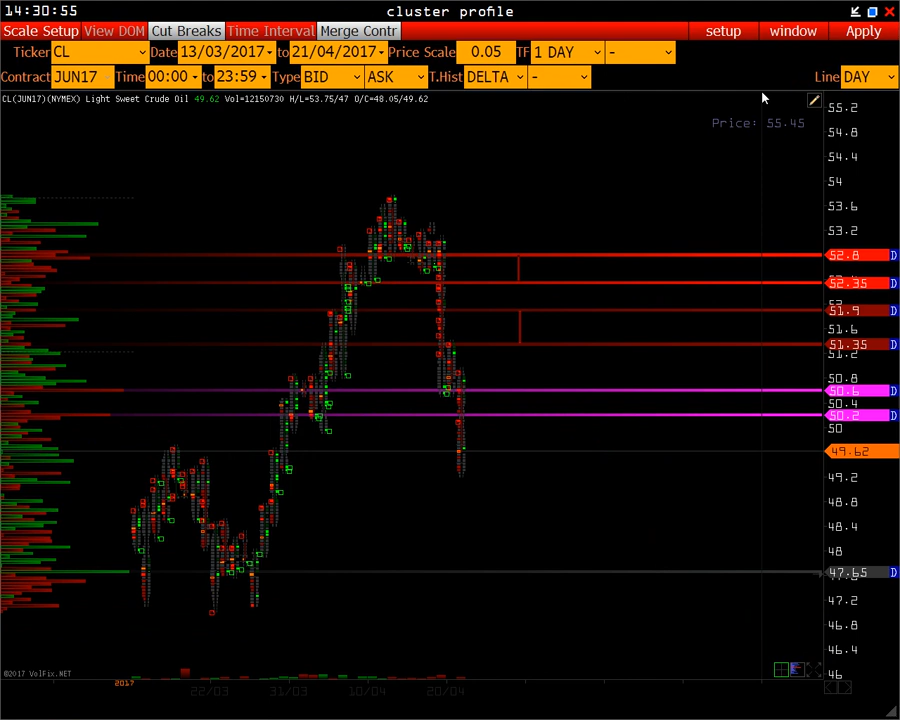 14:30:55 cluster profile
Scale Setup View DOM Cut Breaks Time Interval Merge Contr setup window Apply
Ticker CL Date 13/03/2017 to 21/04/2017 Price Scale 0.05 TF 1 DAY -
Contract JUN17 Time 00:00 to 23:59 Type BID ASK T.Hist DELTA - Line DAY
CL(JUN17)(NYMEX) Light Sweet Crude Oil 49.62 Vol=12150730 H/L=53.75/47 O/C=48.05/49.62
55.2
Price: 55.45
54.8
54.4
54
53.6
53.2
52.8 D
52.35 D
51.9 D
51.6
51.35 D
51.2
50.8
50.6 D
50.4
50.2 D
50
49.62
49.2
48.8
48.4
48
47.65 D
47.2
46.8
46.4
©2017 VolFix.NET
46
2017
22/03 31/03 10/04 20/04